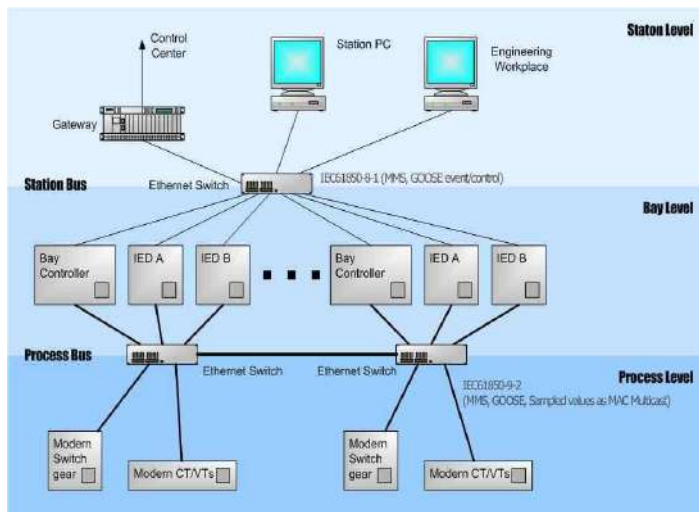 Staton Level
Control
Center
Station PC
Engineering
Workplace
Gateway
Station Bus
Ethernet Switch
IEC61850-8-1 (MMS, GOOSE event/control)
Bay Level
Bay
Controller
IED A
IED B
Bay
Controller
IED A
IED B
Process Bus
Ethernet Switch
Ethernet Switch
Process Level
IEC61850-9-2
(MMS, GOOSE, Sampled values as MAC Multicast)
Modern
Switch
gear
Modern CT/VTs
Modern
Switch
gear
Modern CT/VTs